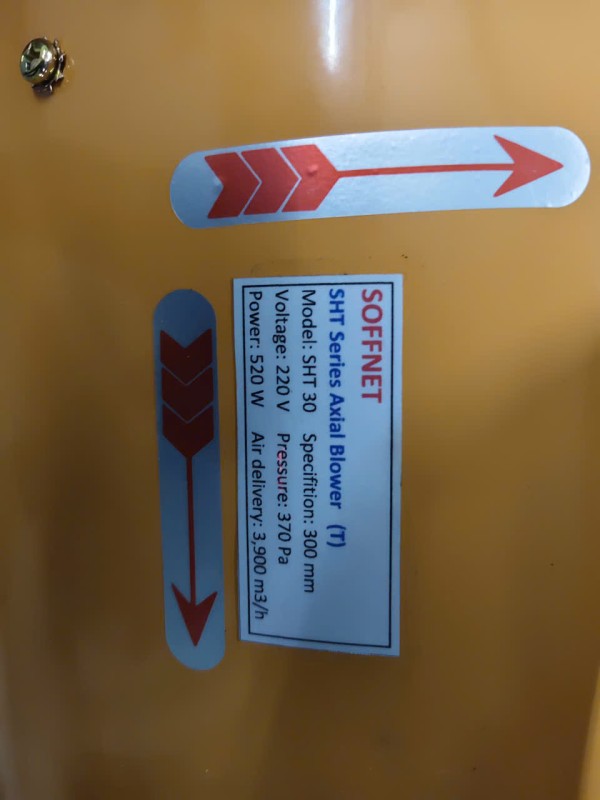 SOFFNET
SHT Series Axial Blower (T)
Model: SHT 30 Specifition: 300 mm
Voltage: 220 V Pressure: 370 Pa
Power: 520 W Air delivery: 3,900 m3/h